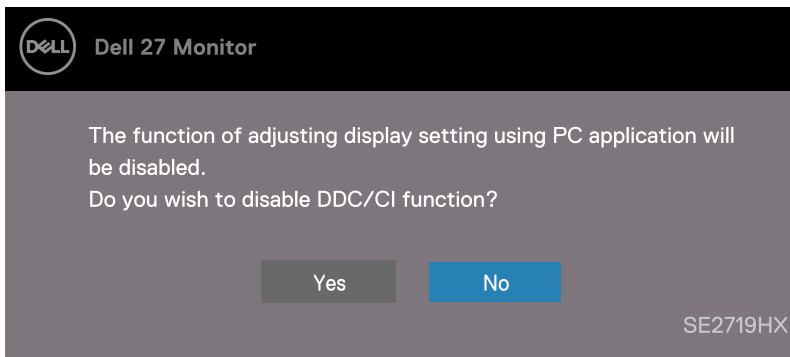 DELL Dell 27 Monitor
The function of adjusting display setting using PC application will
be disabled.
Do you wish to disable DDC/CI function?
Yes No
SE2719HX